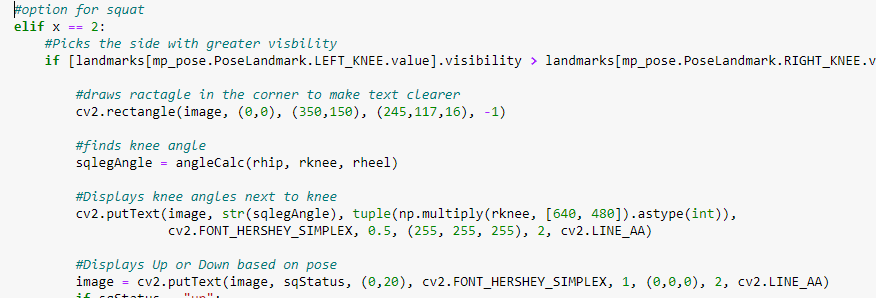 #option for squat
elif x == 2:
#Picks the side with greater visbility
if [landmarks[mp_pose.PoseLandmark.LEFT_KNEE.value].visibility > landmarks[mp_pose.PoseLandmark.RIGHT_KNEE.v
#draws ractagle in the corner to make text clearer
cv2.rectangle(image, (0,0), (350,150), (245,117,16), -1)
#finds knee angle
sqlegAngle = angleCalc(rhip, rknee, rheel)
#Displays knee angles next to knee
cv2.putText(image, str(sqlegAngle), tuple(np.multiply(rknee, [640, 480]).astype(int)),
cv2.FONT_HERSHEY_SIMPLEX, 0.5, (255, 255, 255), 2, cv2.LINE_AA)
#Displays Up or Down based on pose
image = cv2.putText(image, sqStatus, (0,20), cv2.FONT_HERSHEY_SIMPLEX, 1, (0,0,0), 2, cv2.LINE_AA)